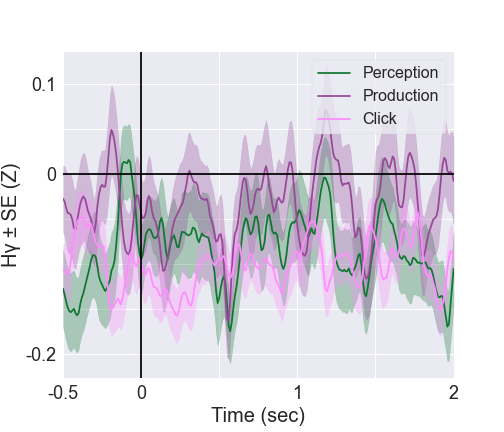 Perception
Production
Click
0.1
0
-0.2
Hγ ± SE (Z)
-0.5 0 1 2
Time (sec)